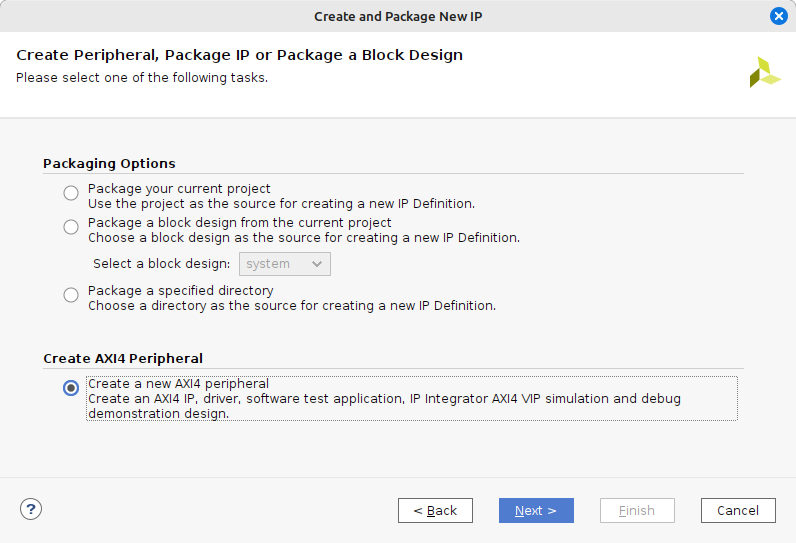 Create and Package New IP
Create Peripheral, Package IP or Package a Block Design
Please select one of the following tasks.
Packaging Options
Package your current project
Use the project as the source for creating a new IP Definition.
Package a block design from the current project
Choose a block design as the source for creating a new IP Definition.
Select a block design: system
Package a specified directory
Choose a directory as the source for creating a new IP Definition.
Create AXI4 Peripheral
Create a new AXI4 peripheral
Create an AXI4 IP, driver, software test application, IP Integrator AXI4 VIP simulation and debug
demonstration design.
? < Back Next > Finish Cancel